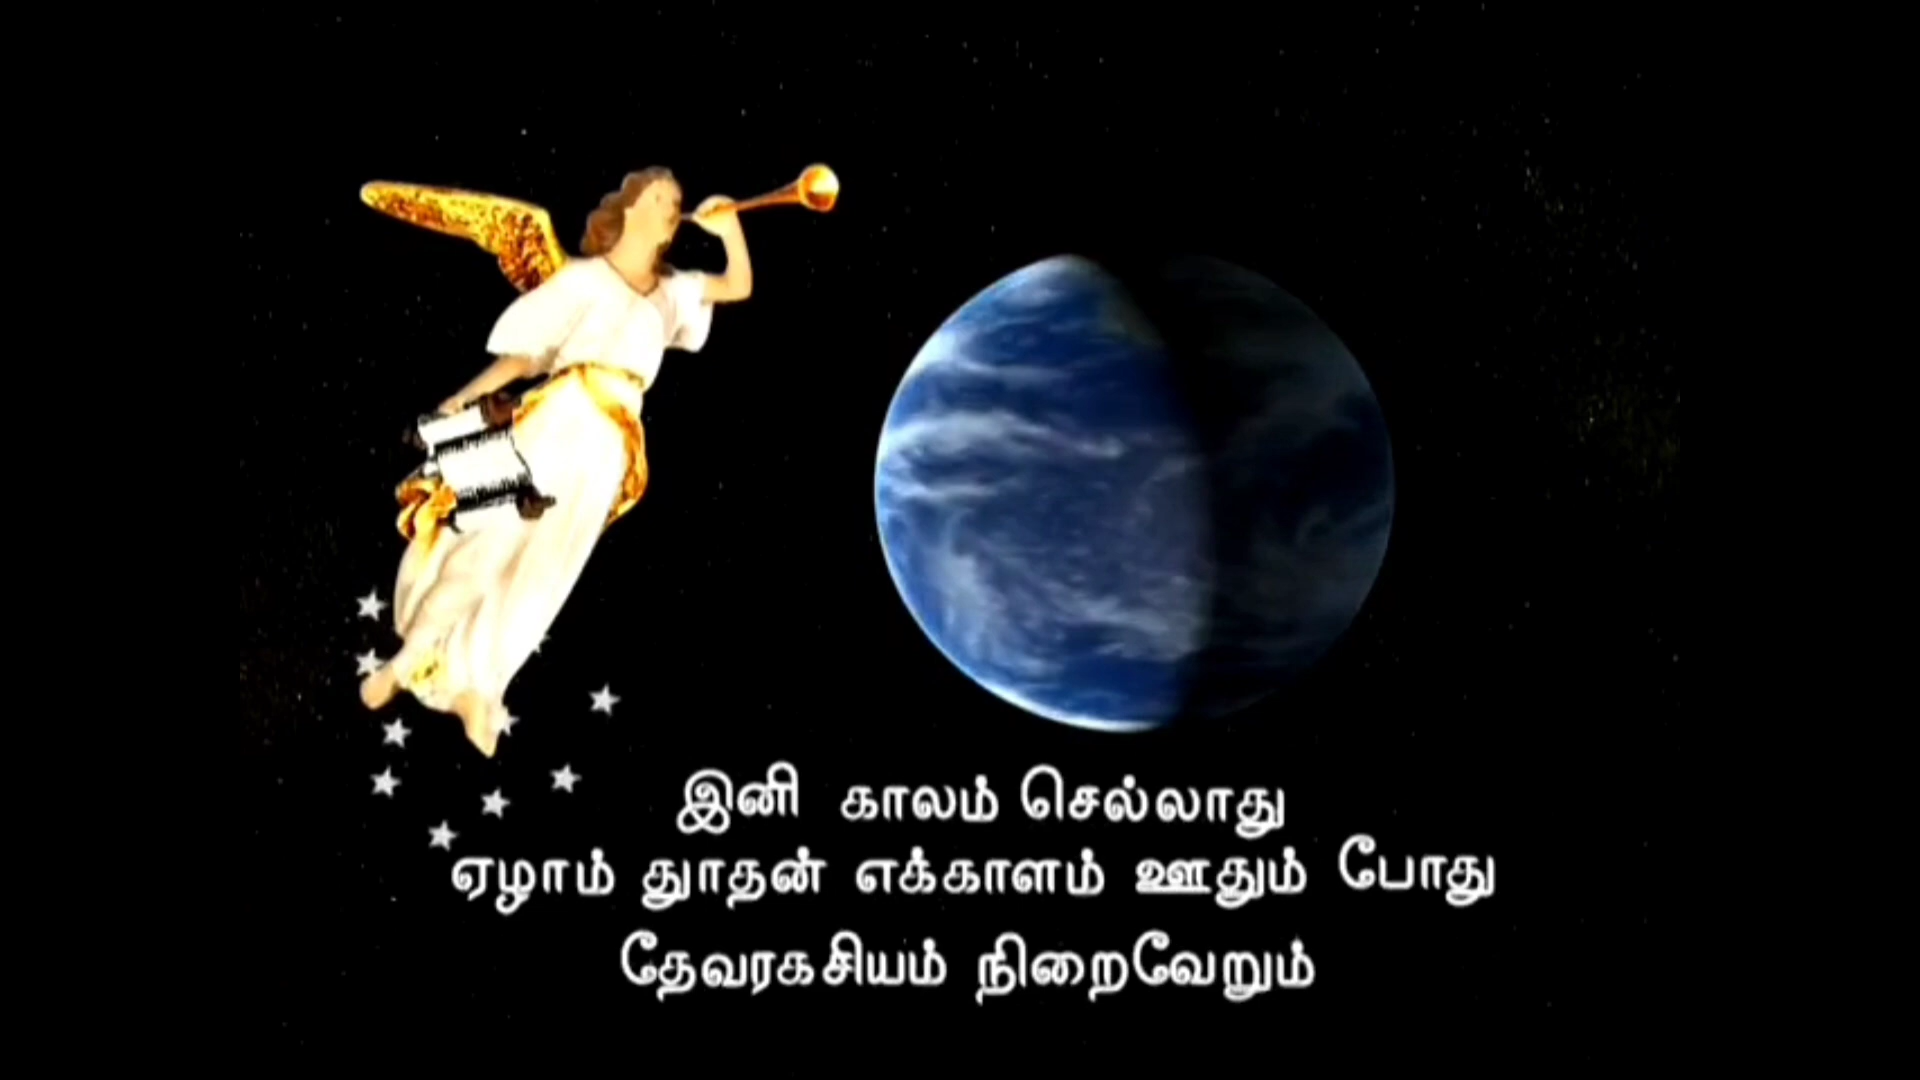 இனி காலம் செல்லாது
ஏழாம் தூதன் எக்காளம் ஊதும் போது
தேவரகசியம் நிறைவேறும்